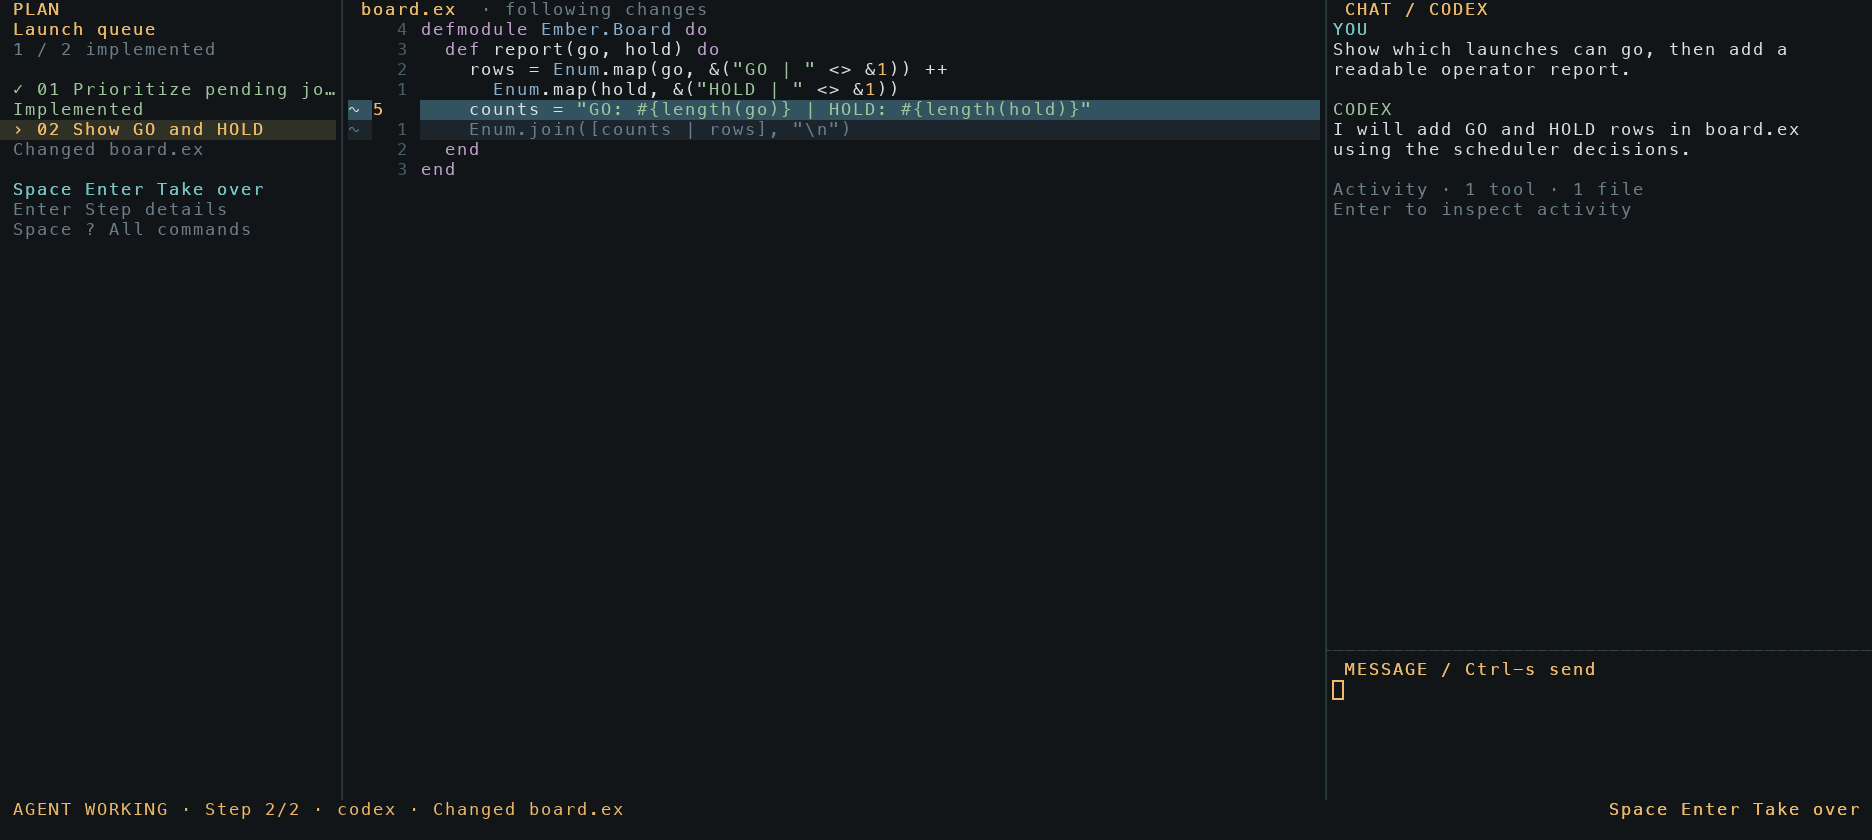 PLAN
Launch queue
1 / 2 implemented
✓ 01 Prioritize pending jo…
Implemented
› 02 Show GO and HOLD
Changed board.ex
Space Enter Take over
Enter Step details
Space ? All commands
board.ex · following changes
4 defmodule Ember.Board do
3   def report(go, hold) do
2     rows = Enum.map(go, &("GO | " <> &1)) ++
1       Enum.map(hold, &("HOLD | " <> &1))
~ 5     counts = "GO: #{length(go)} | HOLD: #{length(hold)}"
~ 1     Enum.join([counts | rows], "\n")
2   end
3 end
CHAT / CODEX
YOU
Show which launches can go, then add a
readable operator report.
CODEX
I will add GO and HOLD rows in board.ex
using the scheduler decisions.
Activity · 1 tool · 1 file
Enter to inspect activity
MESSAGE / Ctrl-s send
AGENT WORKING · Step 2/2 · codex · Changed board.ex
Space Enter Take over